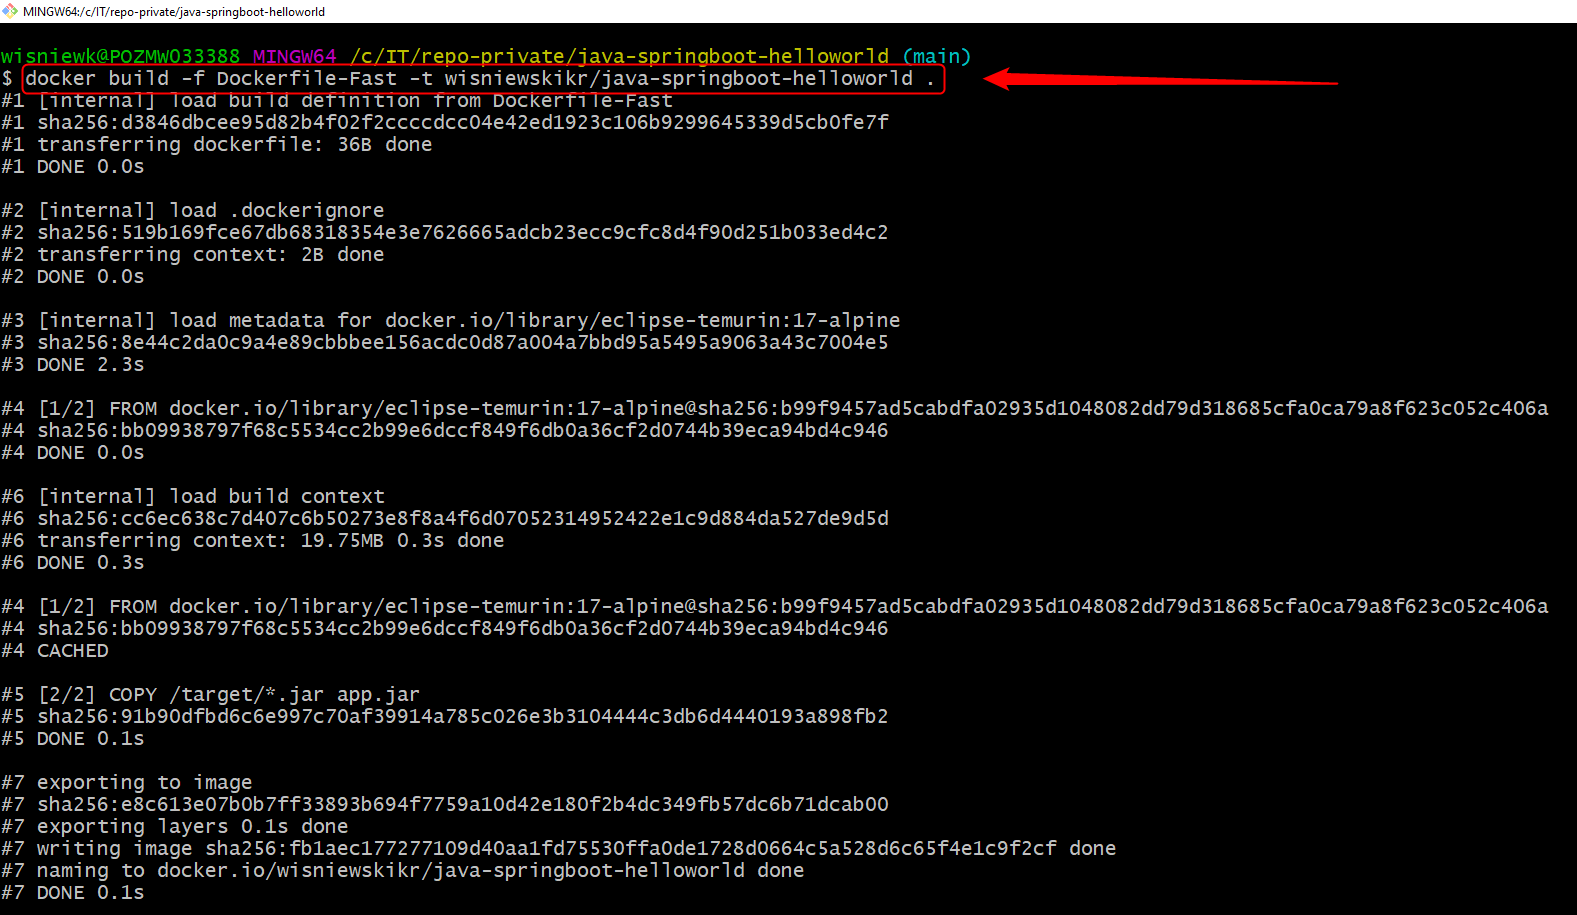 MINGW64:/c/IT/repo-private/java-springboot-helloworld
wisniewk@POZMW033388 MINGW64 /c/IT/repo-private/java-springboot-helloworld (main)
$ docker build -f Dockerfile-Fast -t wisniewskikr/java-springboot-helloworld .
#1 [internal] load build definition from Dockerfile-Fast
#1 sha256:d3846dbcee95d82b4f02f2ccccdcc04e42ed1923c106b9299645339d5cb0fe7f
#1 transferring dockerfile: 36B done
#1 DONE 0.0s
#2 [internal] load .dockerignore
#2 sha256:519b169fce67db68318354e3e7626665adcb23ecc9cfc8d4f90d251b033ed4c2
#2 transferring context: 2B done
#2 DONE 0.0s
#3 [internal] load metadata for docker.io/library/eclipse-temurin:17-alpine
#3 sha256:8e44c2da0c9a4e89cbbbee156acdc0d87a004a7bbd95a5495a9063a43c7004e5
#3 DONE 2.3s
#4 [1/2] FROM docker.io/library/eclipse-temurin:17-alpine@sha256:b99f9457ad5cabdfa02935d1048082dd79d318685cfa0ca79a8f623c052c406a
#4 sha256:bb09938797f68c5534cc2b99e6dccf849f6db0a36cf2d0744b39eca94bd4c946
#4 DONE 0.0s
#6 [internal] load build context
#6 sha256:cc6ec638c7d407c6b50273e8f8a4f6d07052314952422e1c9d884da527de9d5d
#6 transferring context: 19.75MB 0.3s done
#6 DONE 0.3s
#4 [1/2] FROM docker.io/library/eclipse-temurin:17-alpine@sha256:b99f9457ad5cabdfa02935d1048082dd79d318685cfa0ca79a8f623c052c406a
#4 sha256:bb09938797f68c5534cc2b99e6dccf849f6db0a36cf2d0744b39eca94bd4c946
#4 CACHED
#5 [2/2] COPY /target/*.jar app.jar
#5 sha256:91b90dfbd6c6e997c70af39914a785c026e3b3104444c3db6d4440193a898fb2
#5 DONE 0.1s
#7 exporting to image
#7 sha256:e8c613e07b0b7ff33893b694f7759a10d42e180f2b4dc349fb57dc6b71dcab00
#7 exporting layers 0.1s done
#7 writing image sha256:fb1aec177277109d40aa1fd75530ffa0de1728d0664c5a528d6c65f4e1c9f2cf done
#7 naming to docker.io/wisniewskikr/java-springboot-helloworld done
#7 DONE 0.1s